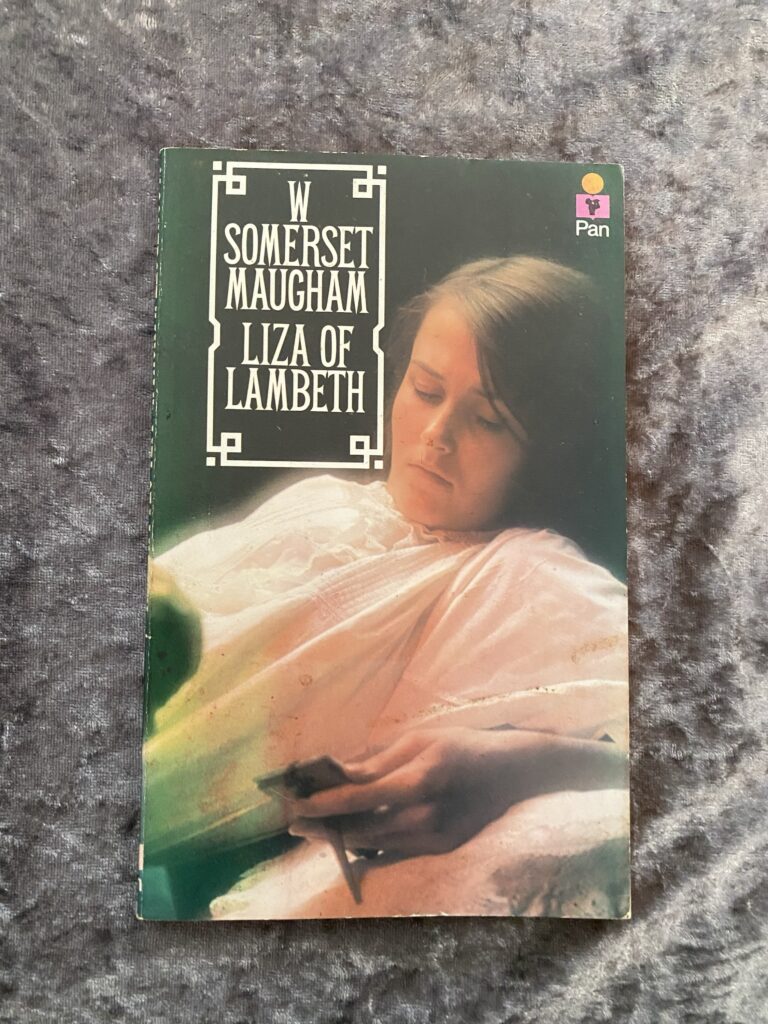 W
SOMERSET
MAUGHAM
LIZA OF
LAMBETH
Pan